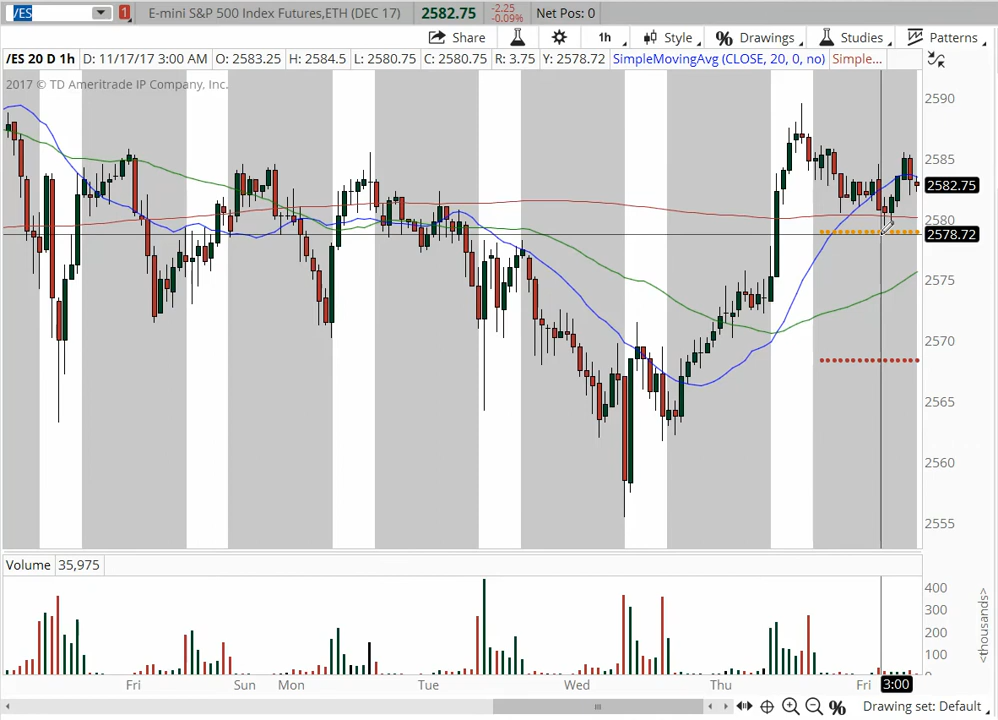 /ES 1 E-mini S&P 500 Index Futures,ETH (DEC 17) 2582.75 -2.25 -0.09% Net Pos: 0
Share 1h Style % Drawings Studies Patterns
/ES 20 D 1h D: 11/17/17 3:00 AM O: 2583.25 H: 2584.5 L: 2580.75 C: 2580.75 R: 3.75 Y: 2578.72 SimpleMovingAvg (CLOSE, 20, 0, no) Simple...
2017 © TD Ameritrade IP Company, Inc.
2590
2585
2582.75
2580
2578.72
2575
2570
2565
2560
2555
Volume 35,975
400
300
200
100
<thousands>
Fri Sun Mon Tue Wed Thu Fri 3:00
% Drawing set: Default